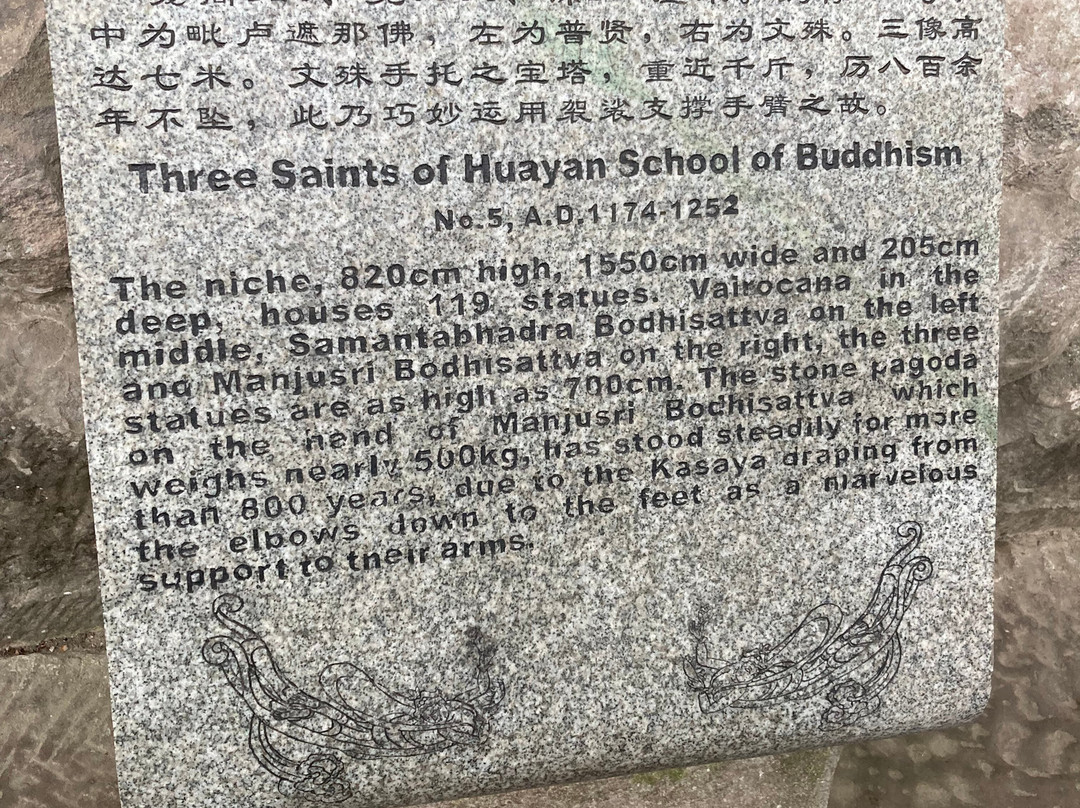 中为毗卢遮那佛，左为普贤，右为文殊。三像高
达七米。文殊手托之宝塔，重近千斤，历八百余
年不坠，此乃巧妙运用袈裟支撑手臂之故。
Three Saints of Huayan School of Buddhism
No.5, A.D.1174-1252
The niche, 820cm high, 1550cm wide and 205cm
deep, houses 119 statues. Vairocana in the
middle, Samantabhadra Bodhisattva on the left
and Manjusri Bodhisattva on the right, the three
statues are as high as 700cm. The stone pagoda
on the hand of Manjusri Bodhisattva which
weighs nearly 500kg, has stood steadily for more
than 800 years, due to the Kasaya draping from
the elbows down to the feet as a marvelous
support to their arms.